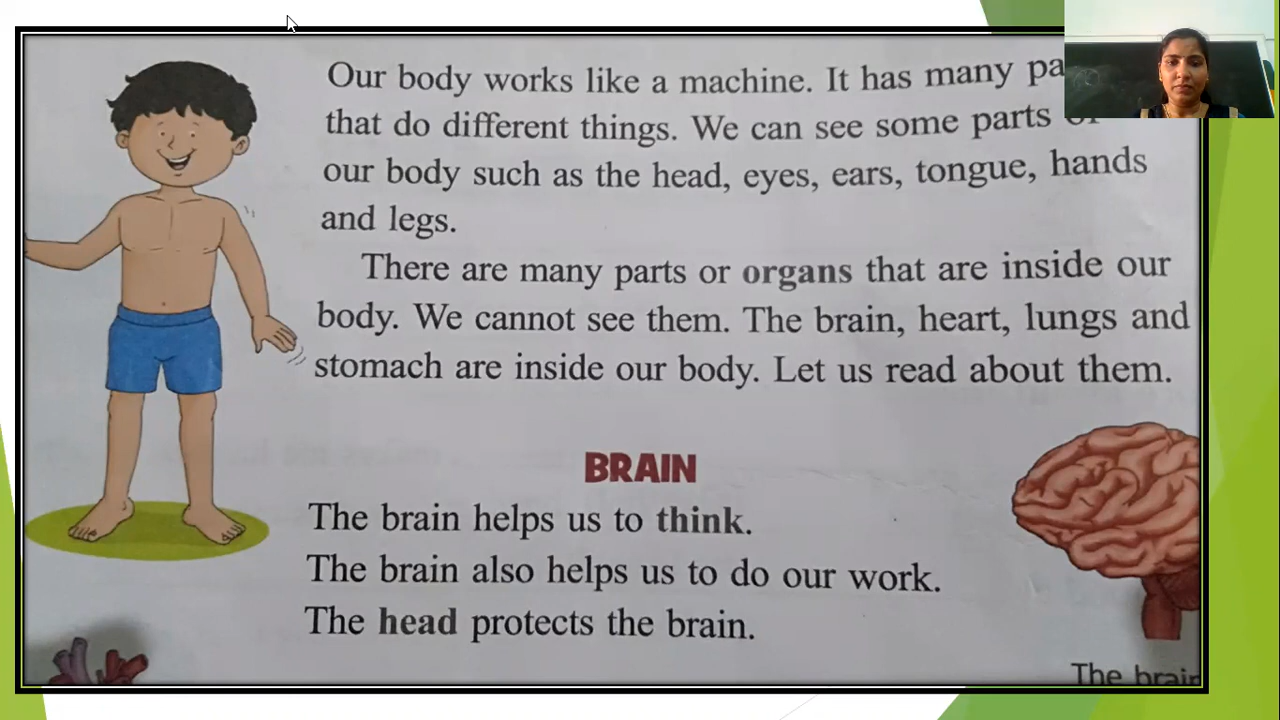 Our body works like a machine. It has many pa
that do different things. We can see some parts
our body such as the head, eyes, ears, tongue, hands
and legs.
There are many parts or organs that are inside our
body. We cannot see them. The brain, heart, lungs and
stomach are inside our body. Let us read about them.
BRAIN
The brain helps us to think.
The brain also helps us to do our work.
The head protects the brain.
The brain